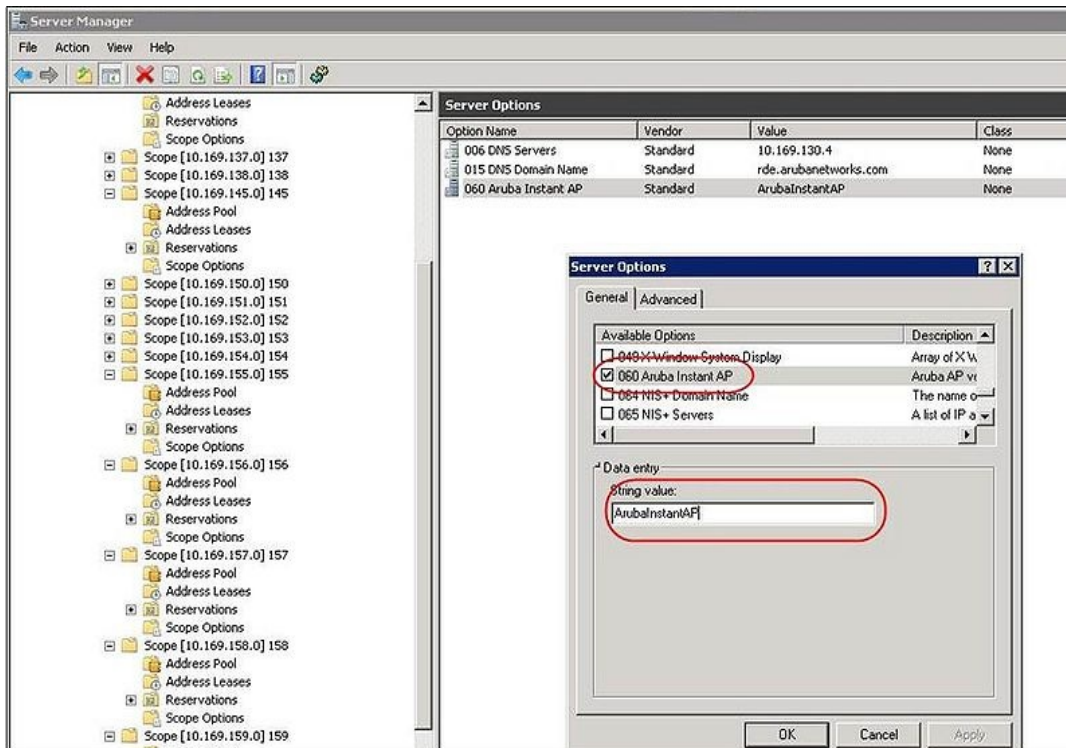 Server Manager
File Action View Help
Address Leases
Reservations
Scope Options
Scope [10.169.137.0] 137
Scope [10.169.138.0] 138
Scope [10.169.145.0] 145
Address Pool
Address Leases
Reservations
Scope Options
Scope [10.169.150.0] 150
Scope [10.169.151.0] 151
Scope [10.169.152.0] 152
Scope [10.169.153.0] 153
Scope [10.169.154.0] 154
Scope [10.169.155.0] 155
Address Pool
Address Leases
Reservations
Scope Options
Scope [10.169.156.0] 156
Address Pool
Address Leases
Reservations
Scope Options
Scope [10.169.157.0] 157
Address Pool
Address Leases
Reservations
Scope Options
Scope [10.169.158.0] 158
Address Pool
Address Leases
Reservations
Scope Options
Scope [10.169.159.0] 159
Server Options
Option Name Vendor Value Class
006 DNS Servers Standard 10.169.130.4 None
015 DNS Domain Name Standard rde.arubanetworks.com None
060 Aruba Instant AP Standard ArubaInstantAP None
Server Options
General Advanced
Available Options Description
049 X Window System Display Array of X W
060 Aruba Instant AP Aruba AP ve
064 NIS+ Domain Name The name o
065 NIS+ Servers A list of IP a
Data entry
String value:
ArubaInstantAP
OK Cancel Apply